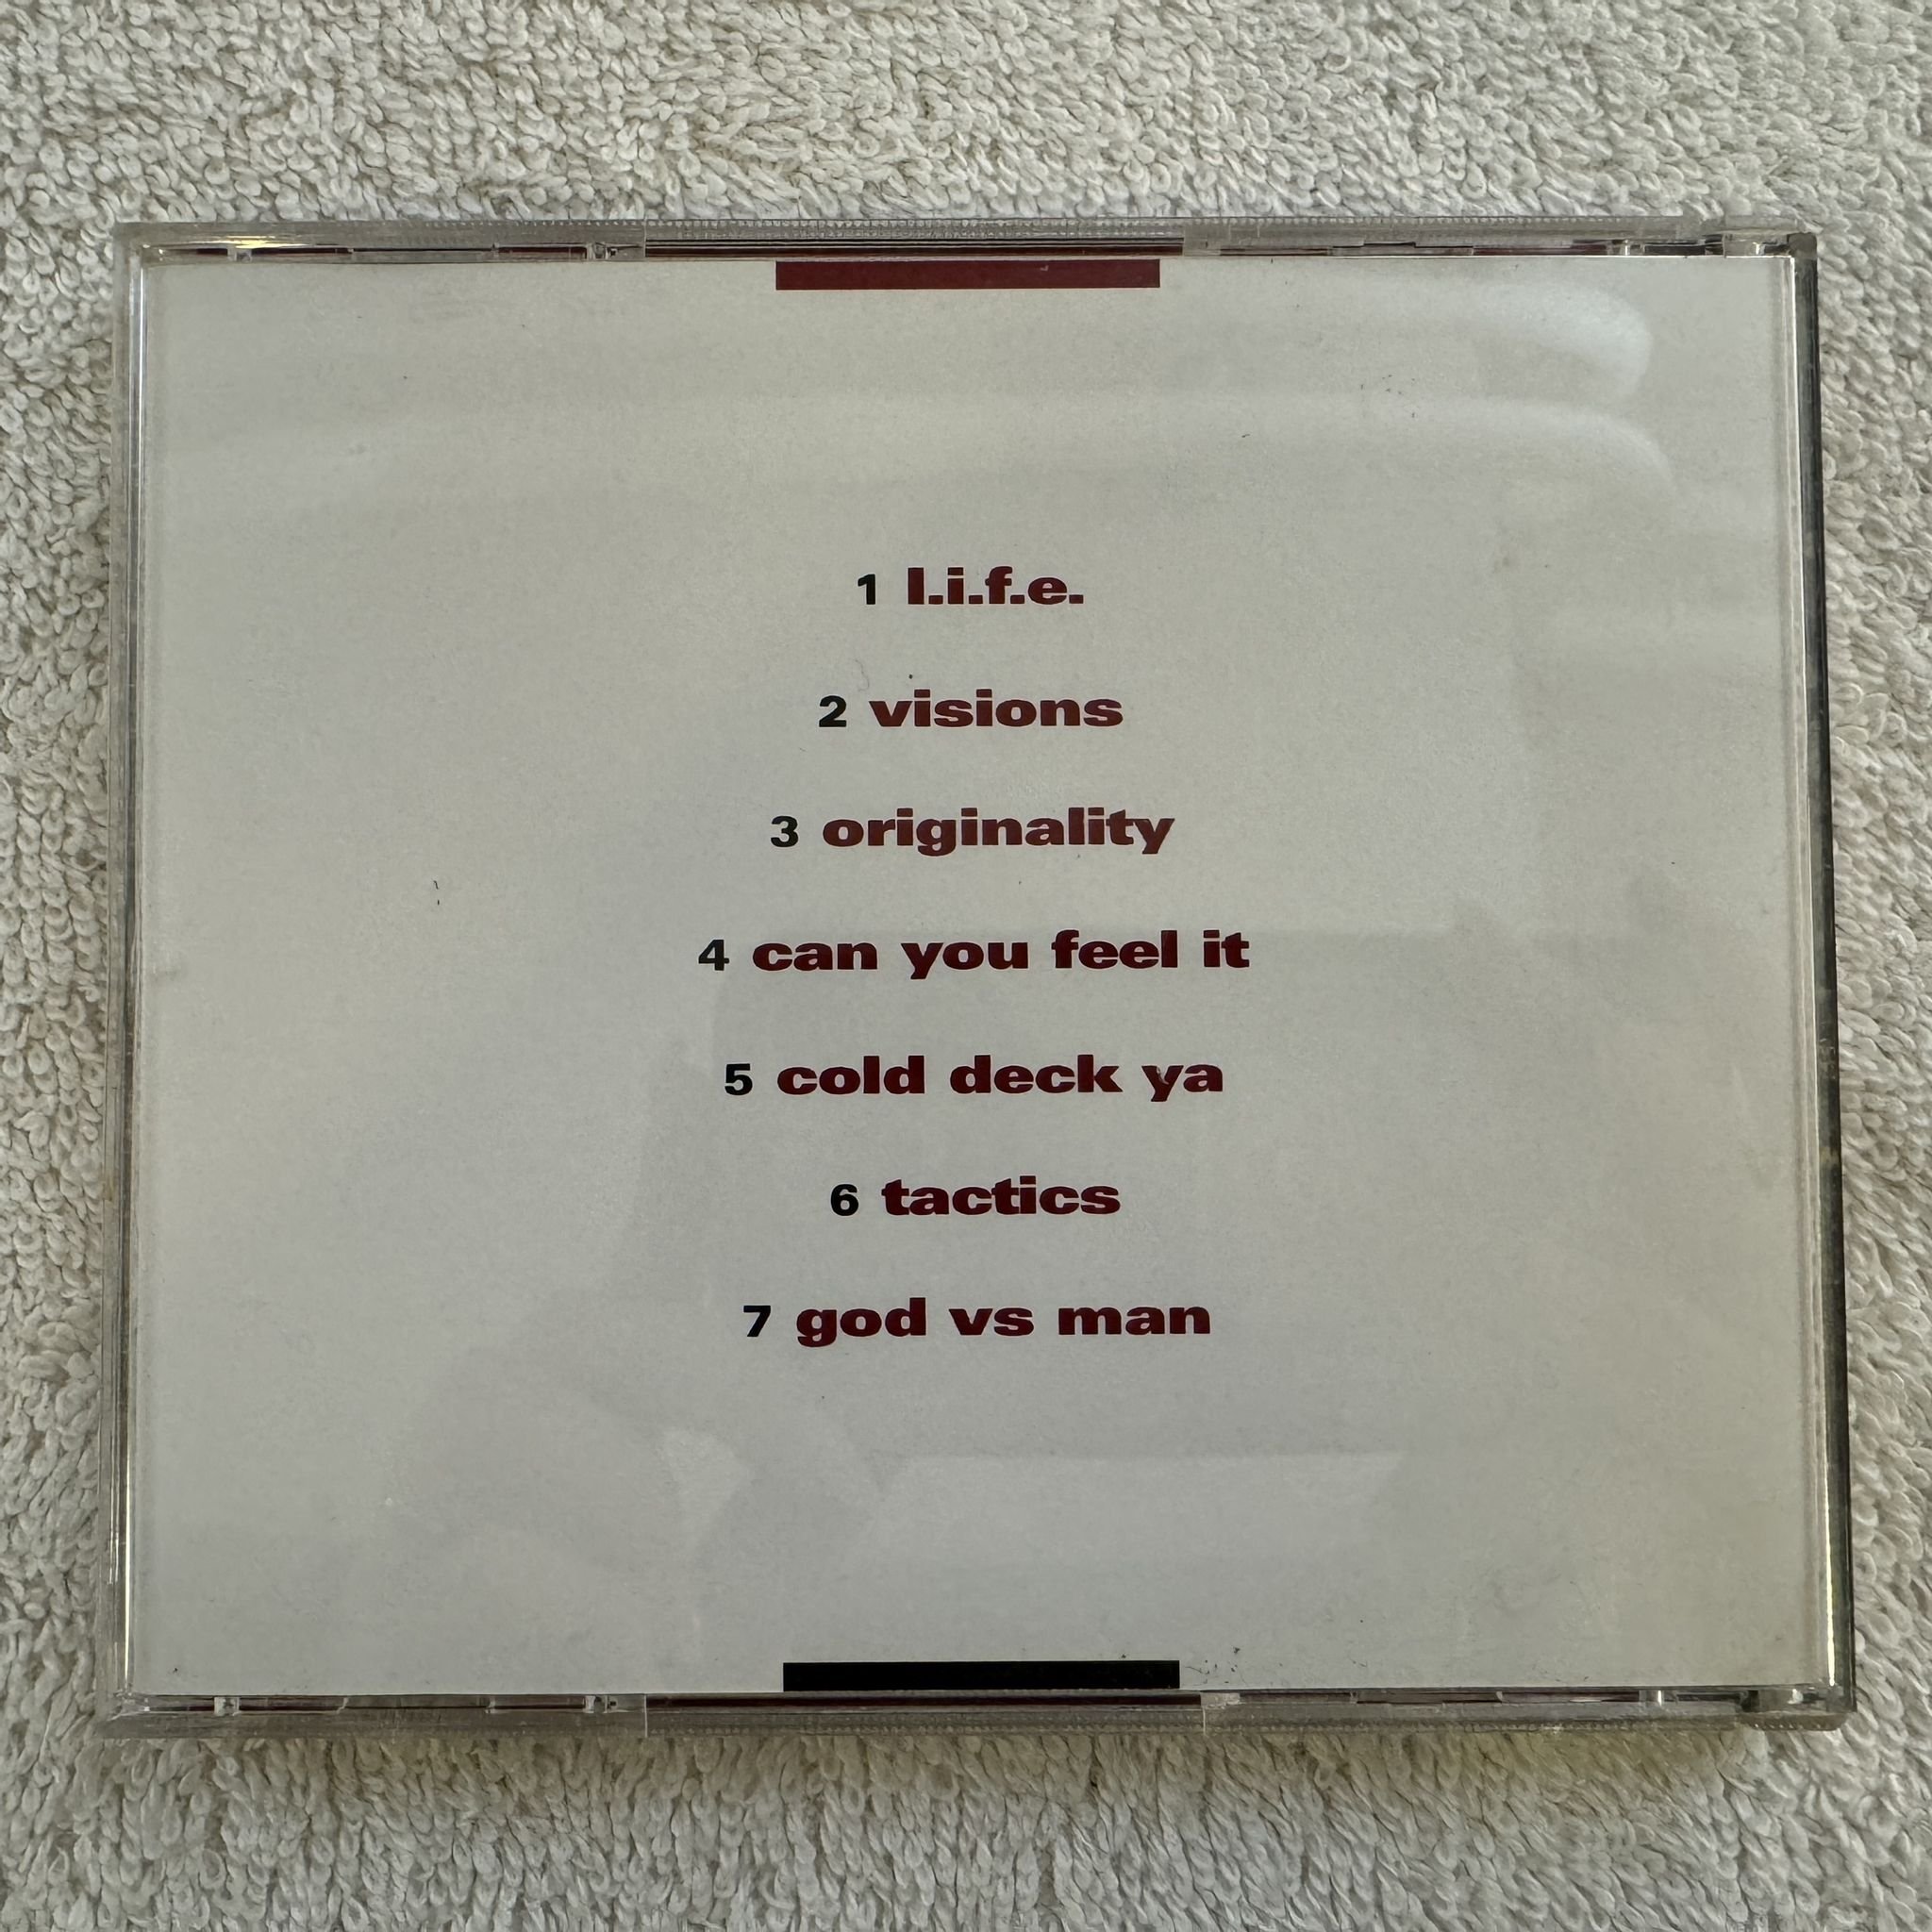 1 l.i.f.e.
2 visions
3 originality
4 can you feel it
5 cold deck ya
6 tactics
7 god vs man